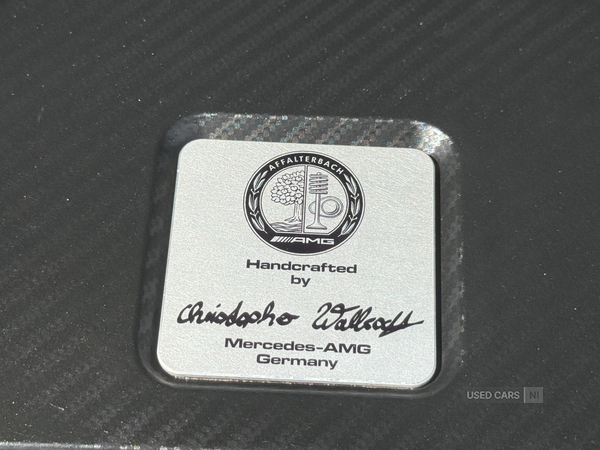 AFFALTERBACH
AMG
Handcrafted
by
Mercedes-AMG
Germany
USED CARS NI